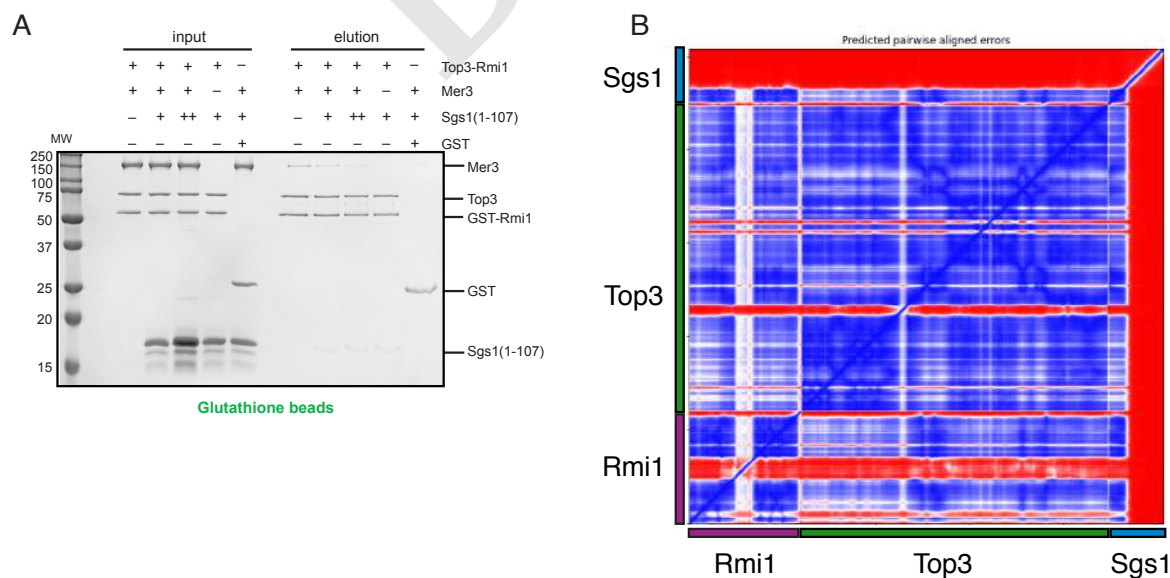 A
input
elution
+ + + + – + + + + – Top3-Rmi1
+ + + – + + + + – + Mer3
– + ++ + + – + ++ + + Sgs1(1-107)
– – – – + – – – – + GST
MW
250
150
100
75
50
37
25
20
15
Mer3
Top3
GST-Rmi1
GST
Sgs1(1-107)
Glutathione beads
B
Predicted pairwise aligned errors
Sgs1
Top3
Rmi1
Rmi1 Top3 Sgs1